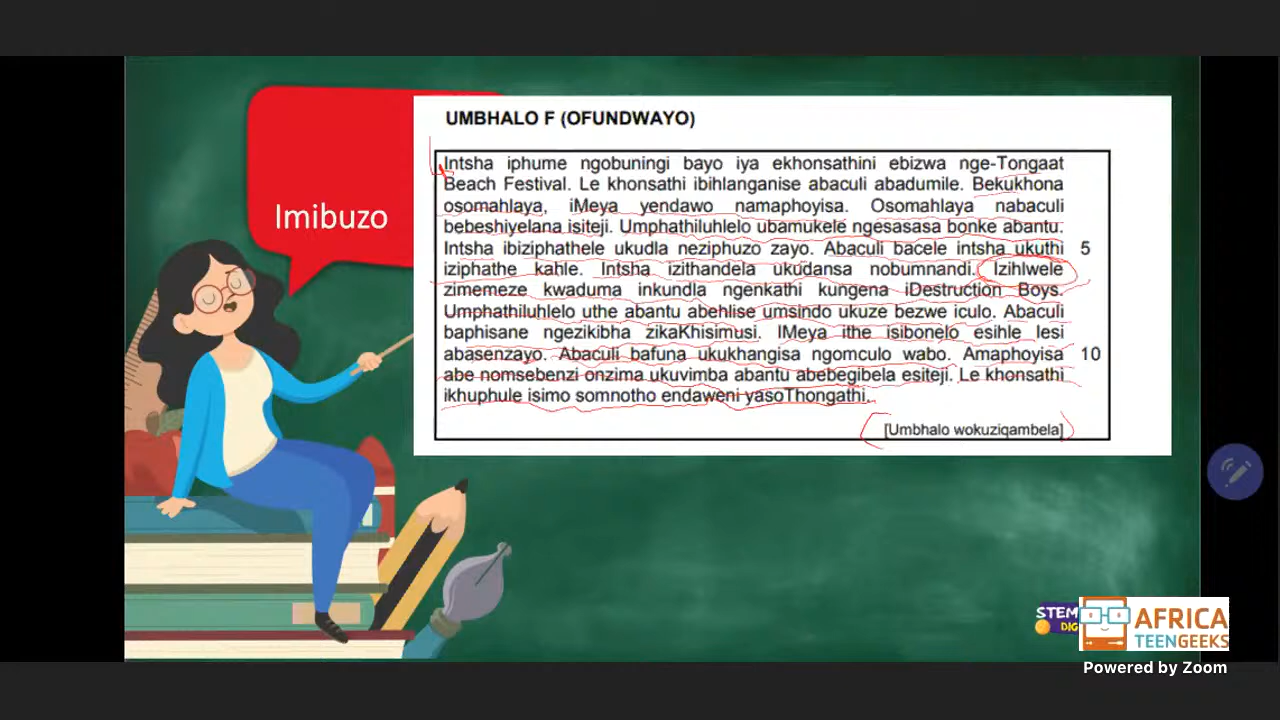 Imibuzo
UMBHALO F (OFUNDWAYO)
Intsha iphume ngobuningi bayo iya ekhonsathini ebizwa nge-Tongaat
Beach Festival. Le khonsathi ibihlanganise abaculi abadumile. Bekukhona
osomahlaya, iMeya yendawo namaphoyisa. Osomahlaya nabaculi
bebeshiyelana isiteji. Umphathiluhlelo ubamukele ngesasasa bonke abantu.
Intsha ibiziphathele ukudla neziphuzo zayo. Abaculi bacele intsha ukuthi 5
iziphathe kahle. Intsha izithandela ukudansa nobumnandi. Izihlwele
zimemeze kwaduma inkundla ngenkathi kungena iDestruction Boys.
Umphathiluhlelo uthe abantu abehlise umsindo ukuze bezwe iculo. Abaculi
baphisane ngezikibha zikaKhisimusi. IMeya ithe isibonelo esihle lesi
abasenzayo. Abaculi bafuna ukukhangisa ngomculo wabo. Amaphoyisa 10
abe nomsebenzi onzima ukuvimba abantu abebegibela esiteji. Le khonsathi
ikhuphule isimo somnotho endaweni yasoThongathi.
[Umbhalo wokuziqambela]
STEM
DIG
AFRICA
TEENGEEKS
Powered by Zoom